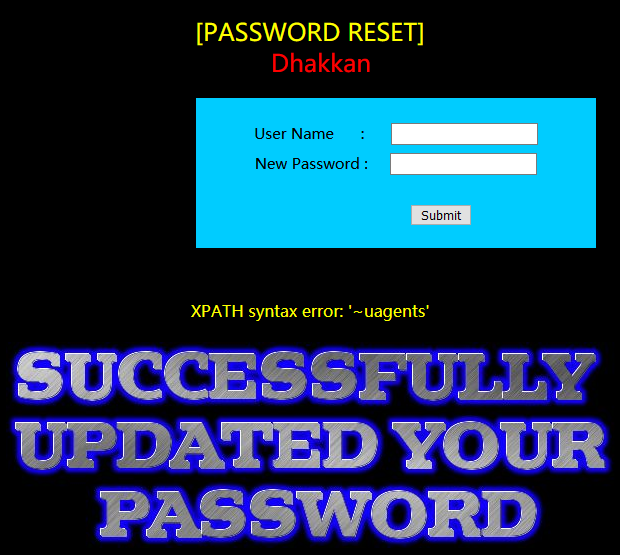 [PASSWORD RESET]
Dhakkan
User Name :
New Password :
Submit
XPATH syntax error: '~uagents'
SUCCESSFULLY
UPDATED YOUR
PASSWORD